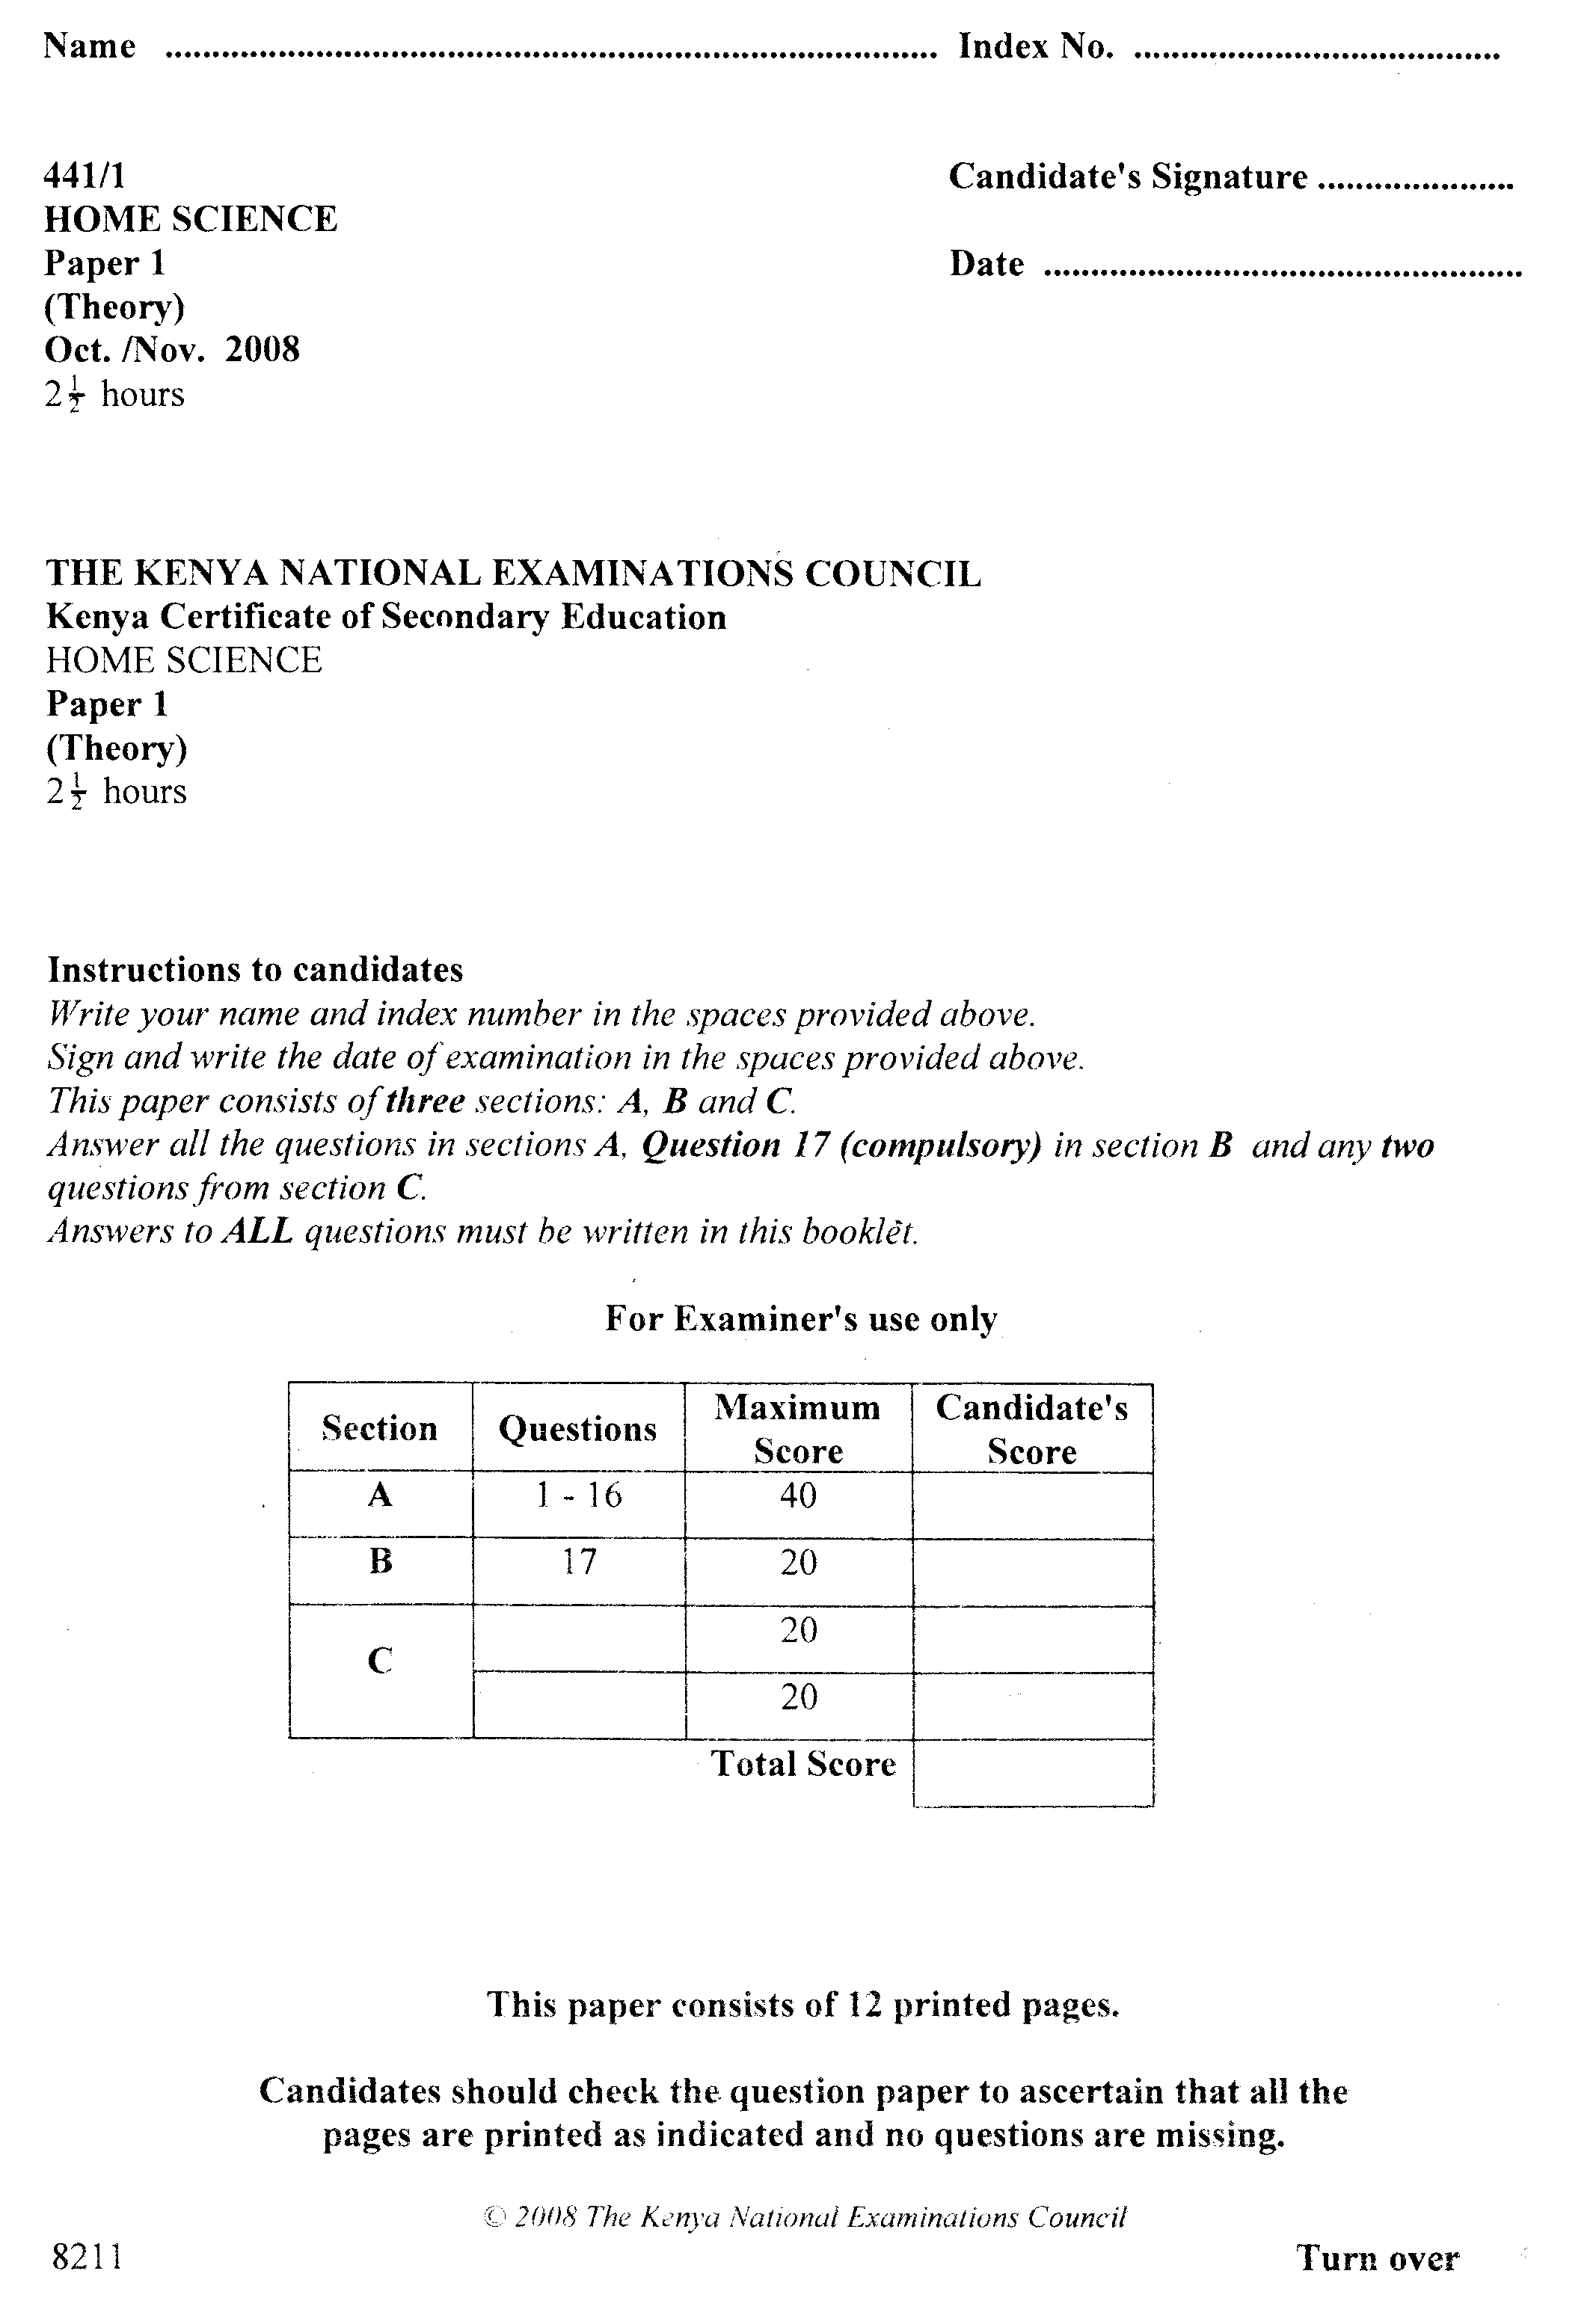 Name ........................................................................ Index No. .......................................
441/1 Candidate's Signature .....................
HOME SCIENCE
Paper 1 Date ...................................................
(Theory)
Oct. /Nov. 2008
2½ hours
THE KENYA NATIONAL EXAMINATIONS COUNCIL
Kenya Certificate of Secondary Education
HOME SCIENCE
Paper 1
(Theory)
2½ hours
Instructions to candidates
Write your name and index number in the spaces provided above.
Sign and write the date of examination in the spaces provided above.
This paper consists of three sections: A, B and C.
Answer all the questions in sections A, Question 17 (compulsory) in section B and any two
questions from section C.
Answers to ALL questions must be written in this booklet.
For Examiner's use only
Section Questions Maximum Score Candidate's Score
A 1 - 16 40
B 17 20
C 20
20
Total Score
This paper consists of 12 printed pages.
Candidates should check the question paper to ascertain that all the
pages are printed as indicated and no questions are missing.
© 2008 The Kenya National Examinations Council
8211 Turn over